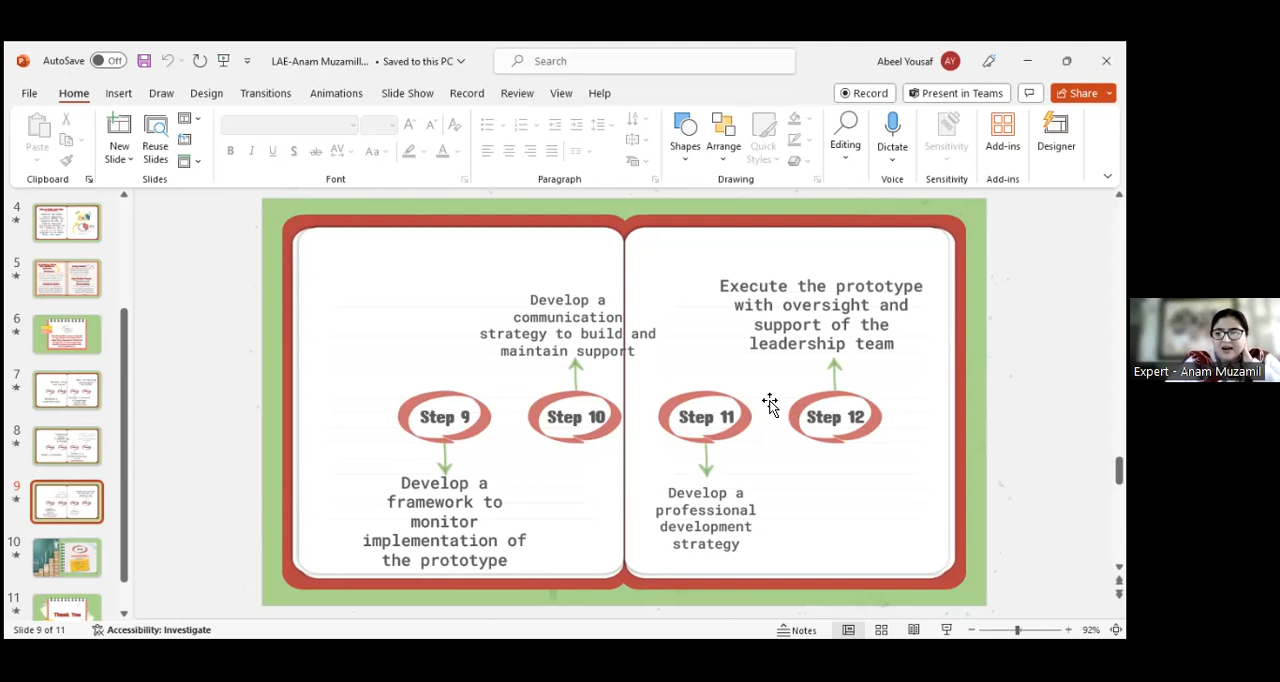 AutoSave Off LAE-Anam Muzamill... • Saved to this PC Search Abeel Yousaf AY
File Home Insert Draw Design Transitions Animations Slide Show Record Review View Help Record Present in Teams Share
Paste New Slide Reuse Slides Shapes Arrange Quick Styles Editing Dictate Sensitivity Add-ins Designer
B I U S ab AV Aa A
Clipboard Slides Font Paragraph Drawing Voice Sensitivity Add-ins
4
5
6
7
8
9
10
11
Thank You
Develop a
communication
strategy to build and
maintain support
Execute the prototype
with oversight and
support of the
leadership team
Step 9 Step 10 Step 11 Step 12
Develop a
framework to
monitor
implementation of
the prototype
Develop a
professional
development
strategy
Expert - Anam Muzamil
Slide 9 of 11 Accessibility: Investigate Notes 92%